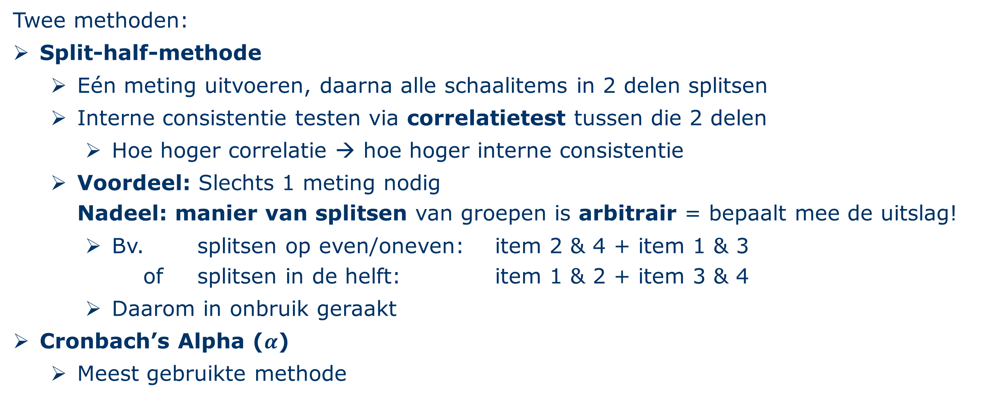 Twee methoden:
➢ Split-half-methode
➢ Eén meting uitvoeren, daarna alle schaalitems in 2 delen splitsen
➢ Interne consistentie testen via correlatietest tussen die 2 delen
➢ Hoe hoger correlatie → hoe hoger interne consistentie
➢ Voordeel: Slechts 1 meting nodig
Nadeel: manier van splitsen van groepen is arbitrair = bepaalt mee de uitslag!
➢ Bv. splitsen op even/oneven: item 2 & 4 + item 1 & 3
of splitsen in de helft: item 1 & 2 + item 3 & 4
➢ Daarom in onbruik geraakt
➢ Cronbach’s Alpha (α)
➢ Meest gebruikte methode